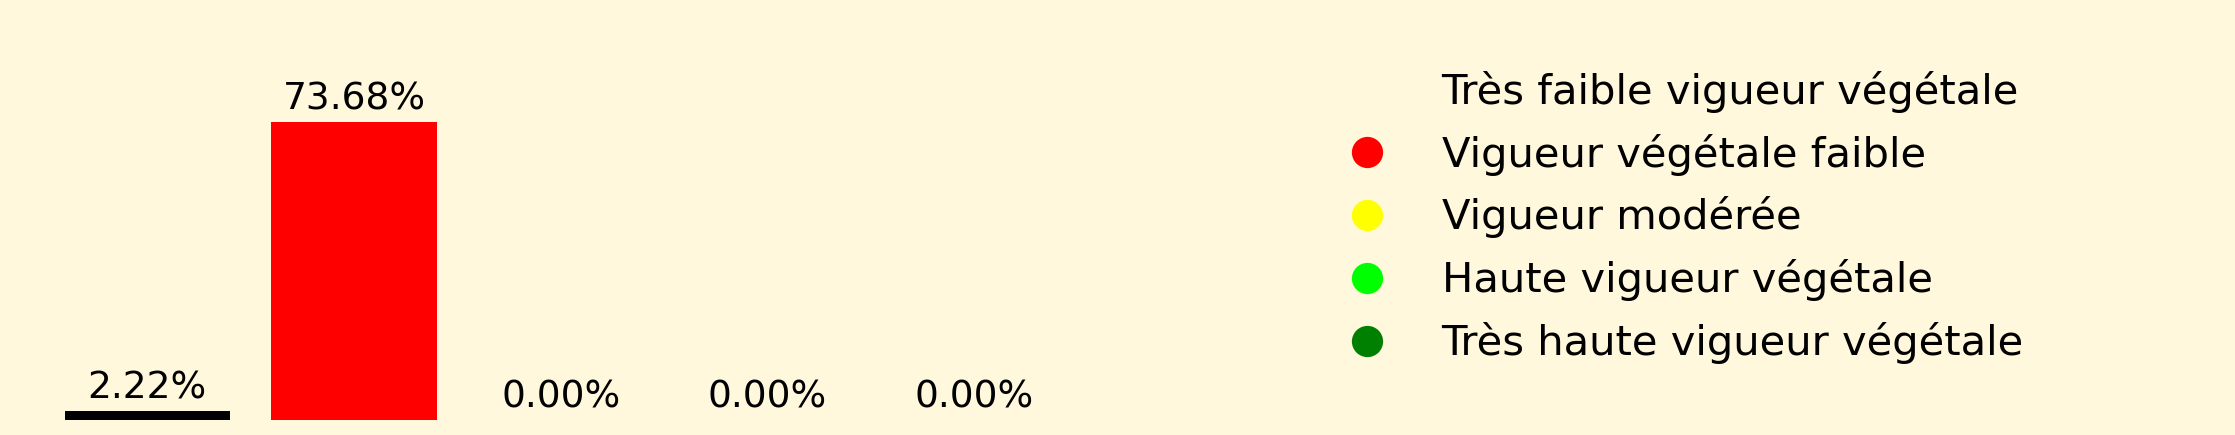 73.68%
2.22%
0.00%
0.00%
0.00%
Très faible vigueur végétale
Vigueur végétale faible
Vigueur modérée
Haute vigueur végétale
Très haute vigueur végétale